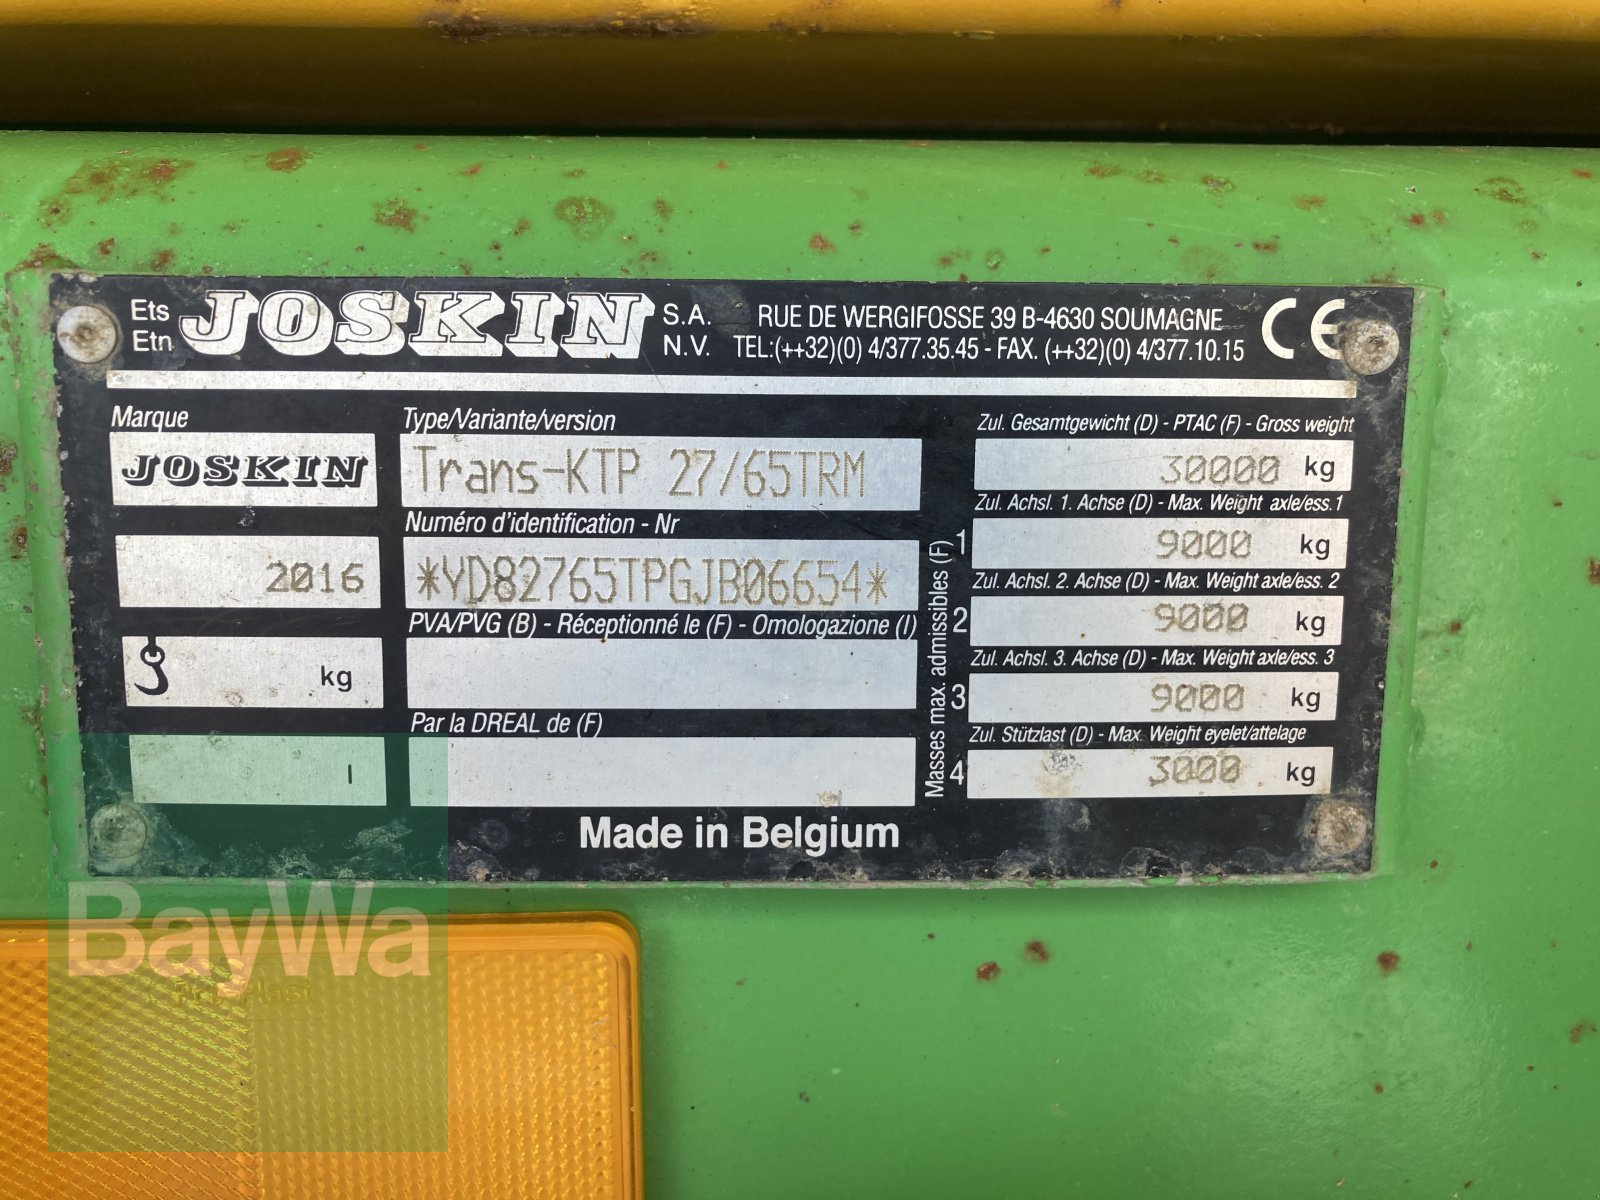 Ets JOSKIN S.A. RUE DE WERGIFOSSE 39 B-4630 SOUMAGNE CE
Etn N.V. TEL:(++32)(0) 4/377.35.45 - FAX. (++32)(0) 4/377.10.15
Marque
JOSKIN
2016
kg
l
Type/Variante/version
Trans-KTP 27/65TRM
Numéro d'identification - Nr
*YD82765TPGJB06654*
PVA/PVG (B) - Réceptionné le (F) - Omologazione (I)
Par la DREAL de (F)
Masses max. admissibles (F)
Zul. Gesamtgewicht (D) - PTAC (F) - Gross weight
30000 kg
Zul. Achsl. 1. Achse (D) - Max. Weight axle/ess.1
1 9000 kg
Zul. Achsl. 2. Achse (D) - Max. Weight axle/ess. 2
2 9000 kg
Zul. Achsl. 3. Achse (D) - Max. Weight axle/ess. 3
3 9000 kg
Zul. Stützlast (D) - Max. Weight eyelet/attelage
4 3000 kg
Made in Belgium
BayWa